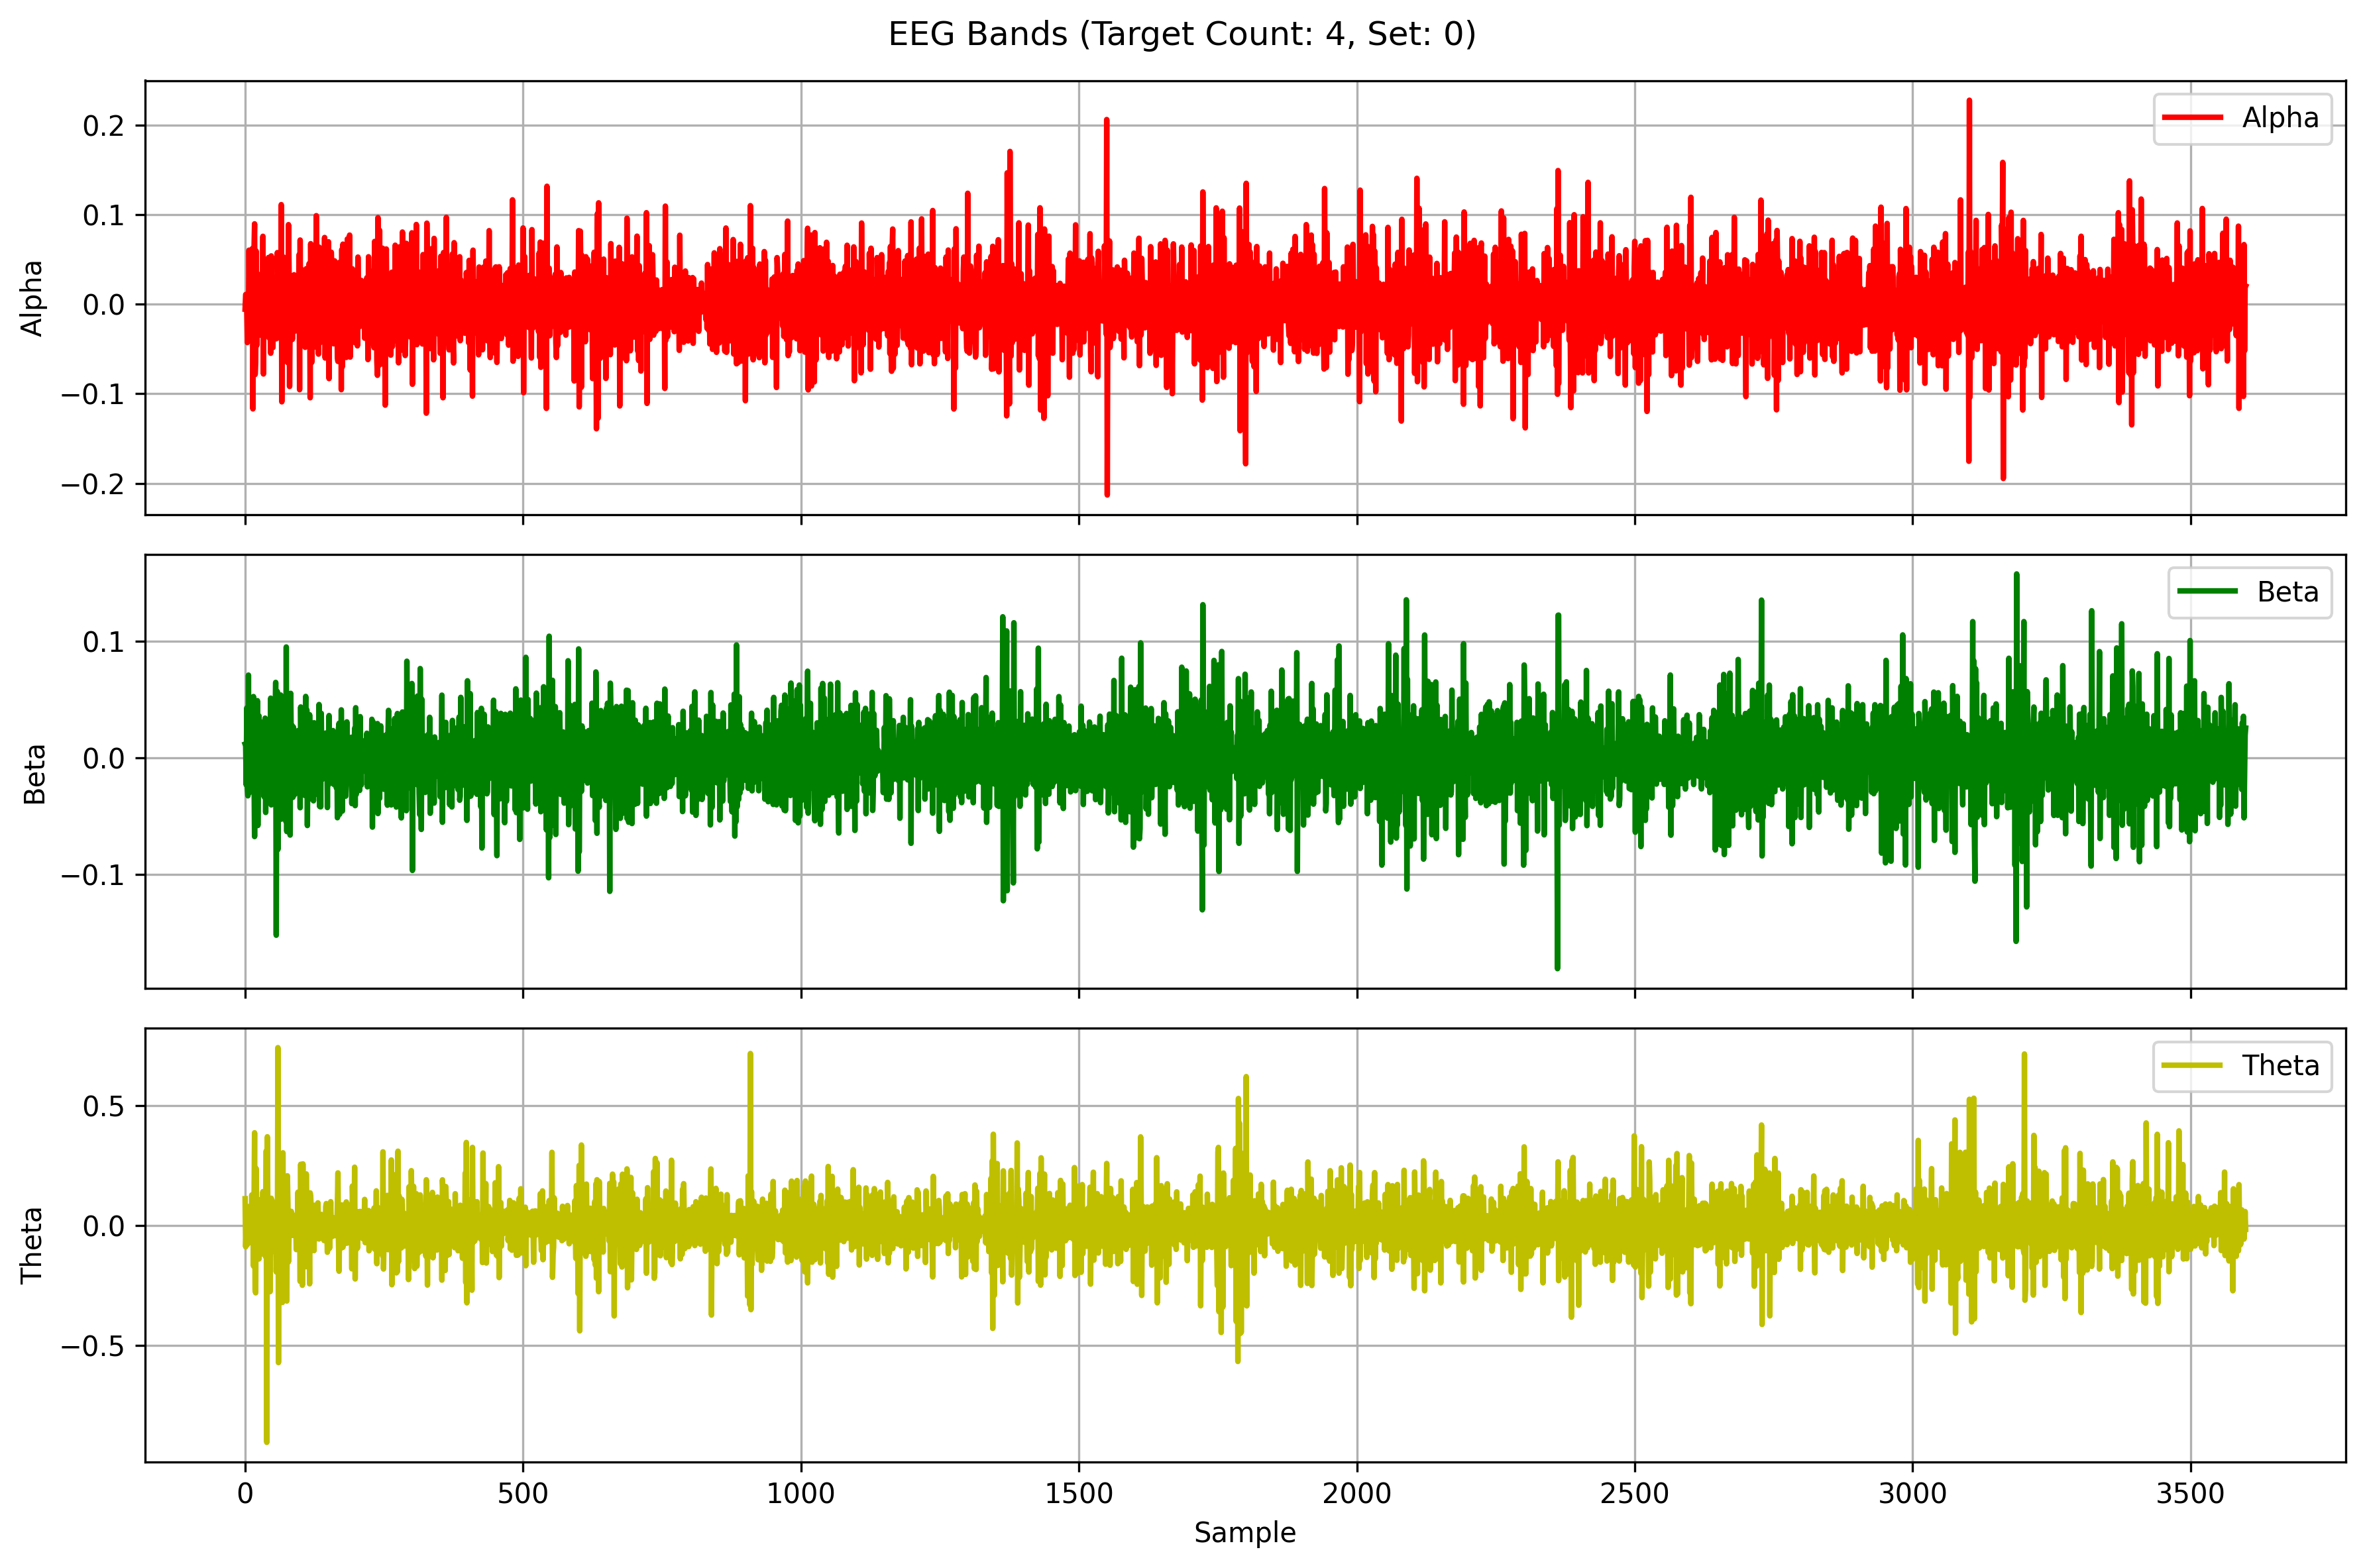 EEG Bands (Target Count: 4, Set: 0)
Alpha
0.2
0.1
0.0
−0.1
−0.2
Alpha
Beta
0.1
0.0
−0.1
Beta
Theta
0.5
0.0
−0.5
Theta
0 500 1000 1500 2000 2500 3000 3500
Sample